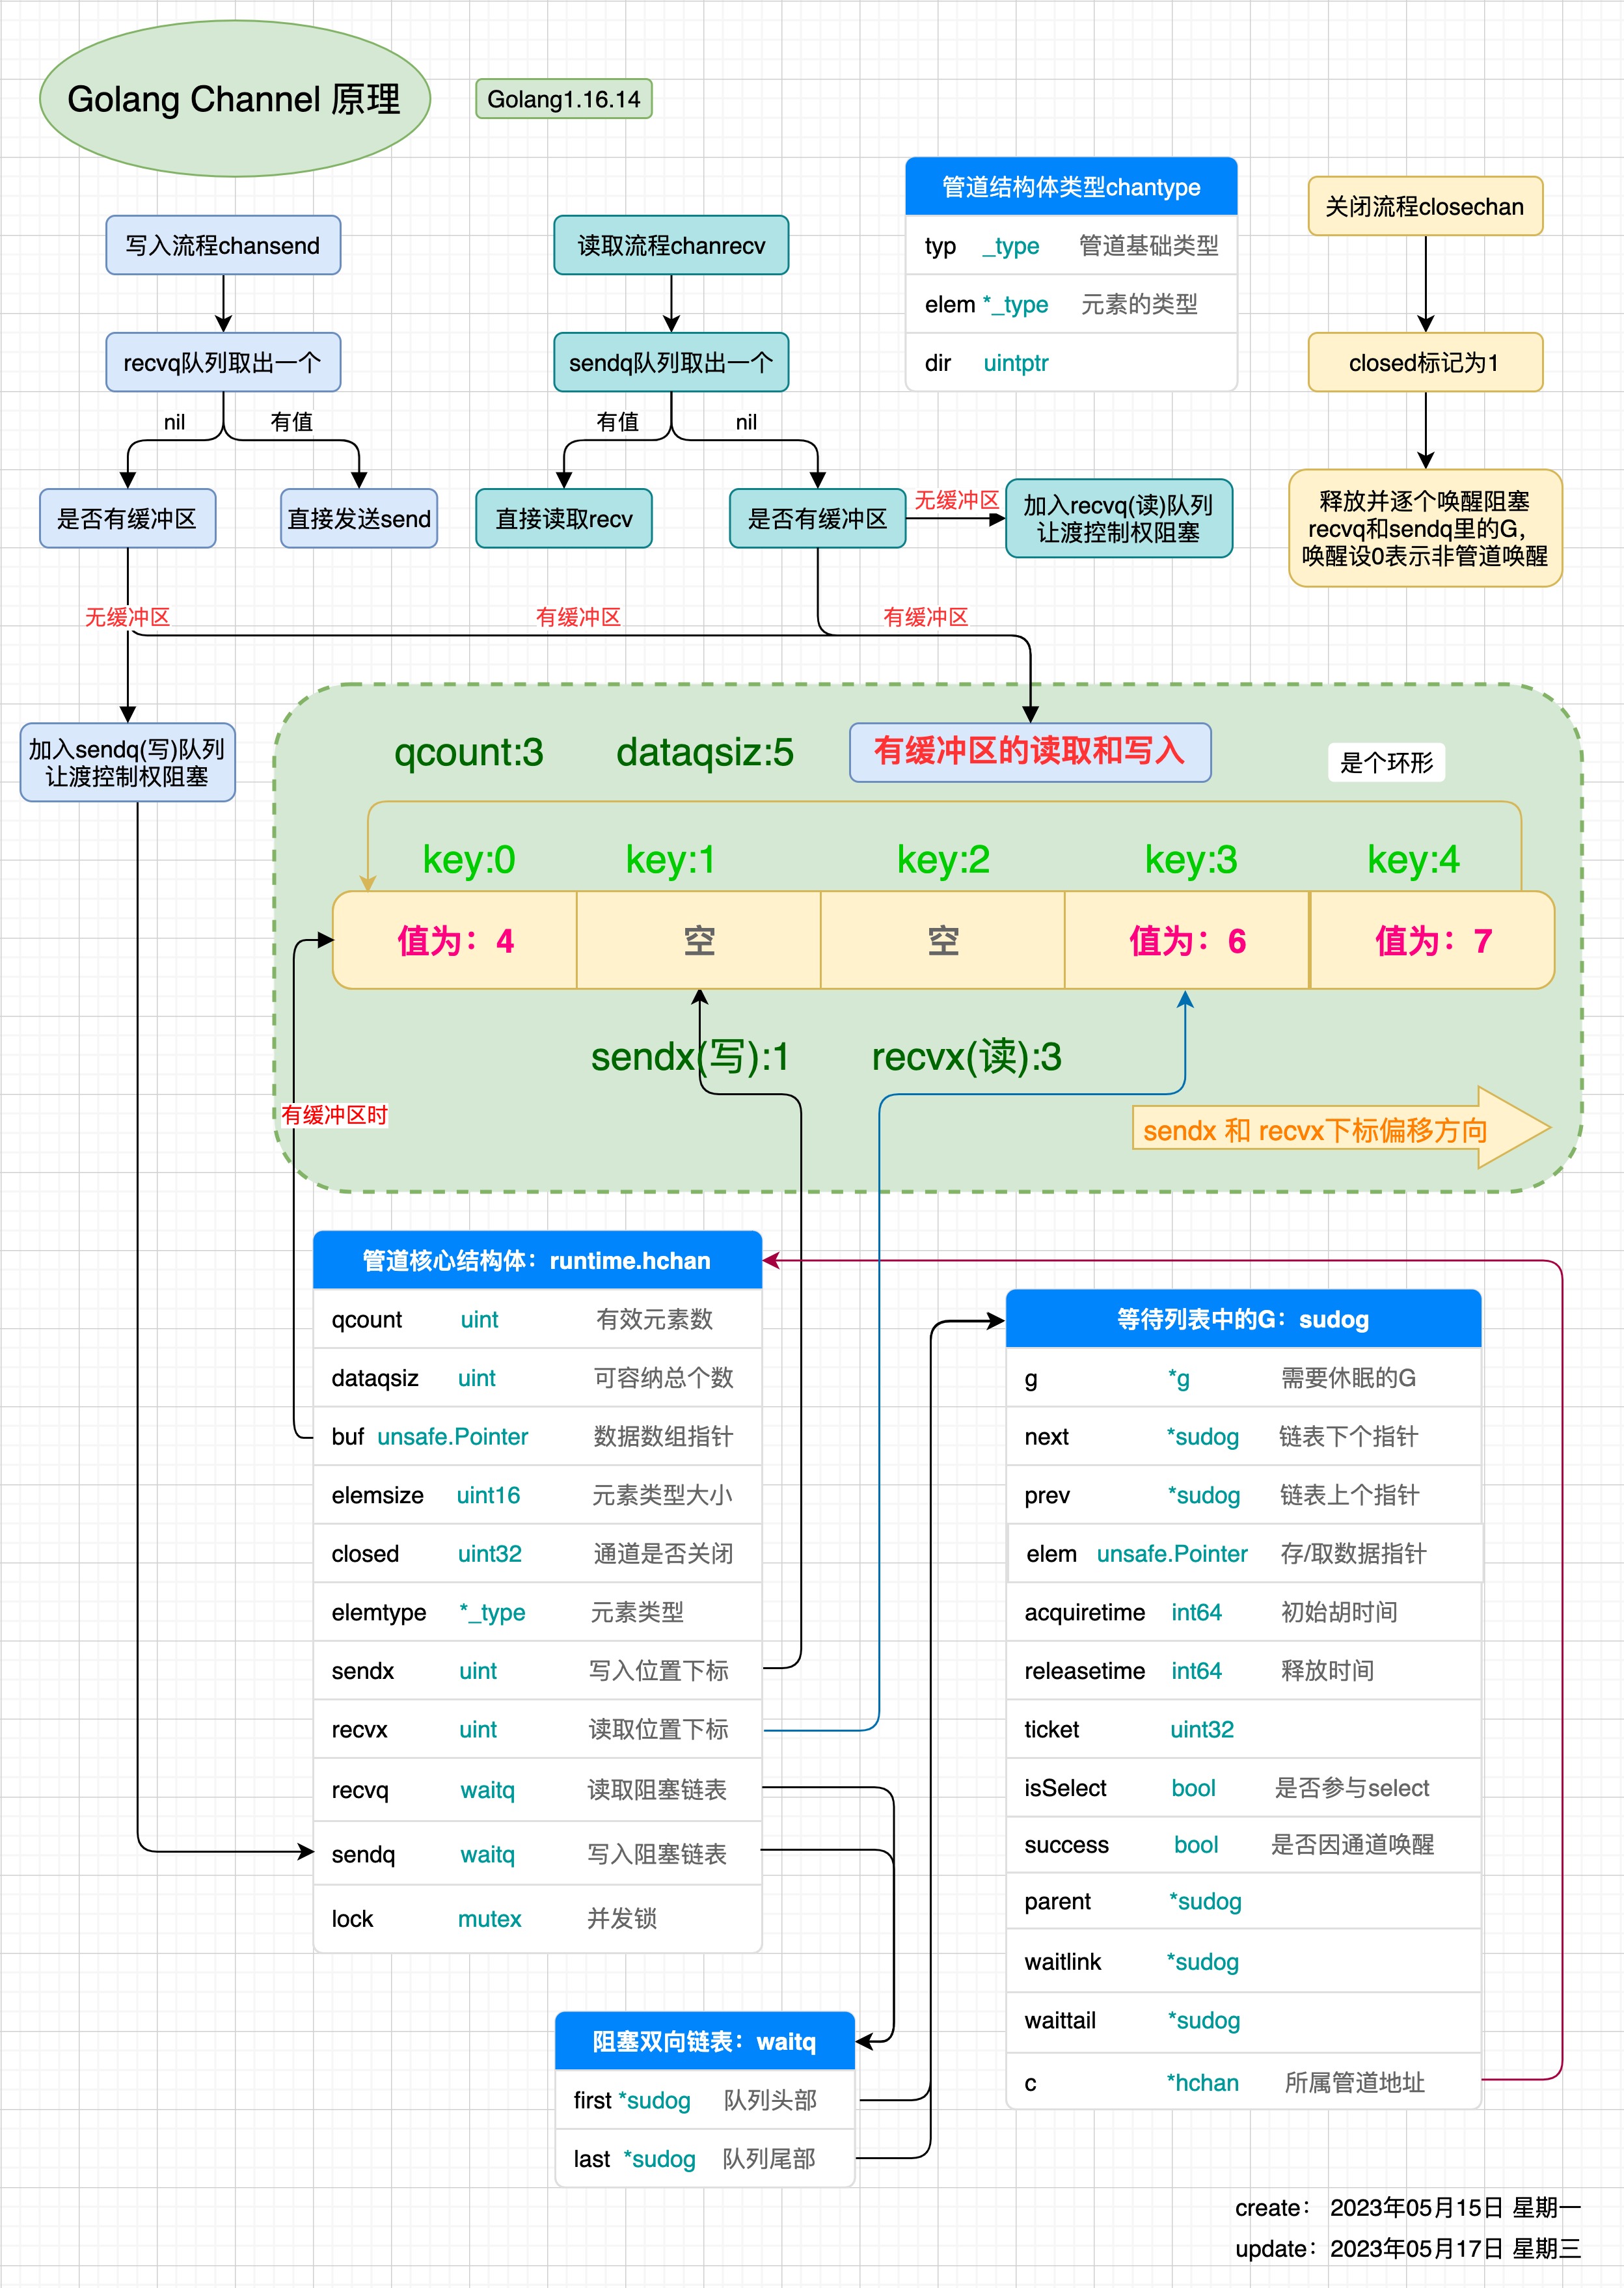 Golang Channel 原理
Golang1.16.14
写入流程chansend
recvq队列取出一个
nil
有值
是否有缓冲区
直接发送send
读取流程chanrecv
sendq队列取出一个
有值
nil
直接读取recv
是否有缓冲区
无缓冲区
加入recvq(读)队列
让渡控制权阻塞
管道结构体类型chantype
typ _type 管道基础类型
elem *_type 元素的类型
dir uintptr
关闭流程closechan
closed标记为1
释放并逐个唤醒阻塞
recvq和sendq里的G,
唤醒设0表示非管道唤醒
无缓冲区
有缓冲区
有缓冲区
加入sendq(写)队列
让渡控制权阻塞
qcount:3
dataqsiz:5
有缓冲区的读取和写入
是个环形
key:0
key:1
key:2
key:3
key:4
值为：4
空
空
值为：6
值为：7
sendx(写):1
recvx(读):3
有缓冲区时
sendx 和 recvx下标偏移方向
管道核心结构体：runtime.hchan
qcount uint 有效元素数
dataqsiz uint 可容纳总个数
buf unsafe.Pointer 数据数组指针
elemsize uint16 元素类型大小
closed uint32 通道是否关闭
elemtype *_type 元素类型
sendx uint 写入位置下标
recvx uint 读取位置下标
recvq waitq 读取阻塞链表
sendq waitq 写入阻塞链表
lock mutex 并发锁
等待列表中的G：sudog
g *g 需要休眠的G
next *sudog 链表下个指针
prev *sudog 链表上个指针
elem unsafe.Pointer 存/取数据指针
acquiretime int64 初始胡时间
releasetime int64 释放时间
ticket uint32
isSelect bool 是否参与select
success bool 是否因通道唤醒
parent *sudog
waitlink *sudog
waittail *sudog
c *hchan 所属管道地址
阻塞双向链表：waitq
first *sudog 队列头部
last *sudog 队列尾部
create： 2023年05月15日 星期一
update：2023年05月17日 星期三